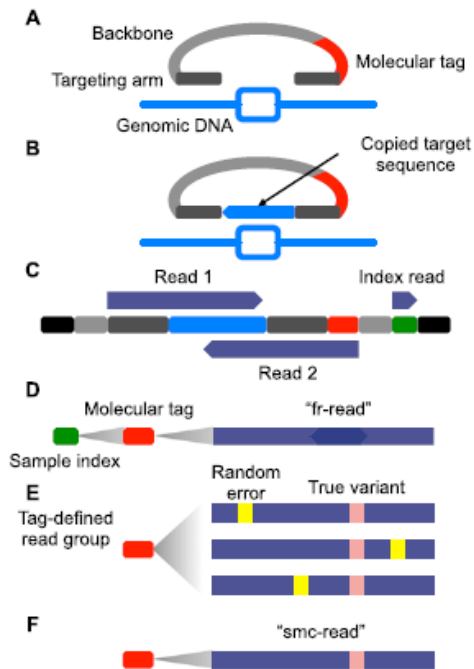 A
Backbone
Molecular tag
Targeting arm
Genomic DNA
B
Copied target
sequence
C
Read 1
Index read
Read 2
D
Molecular tag
"fr-read"
Sample index
E
Random
error
True variant
Tag-defined
read group
F
"smc-read"